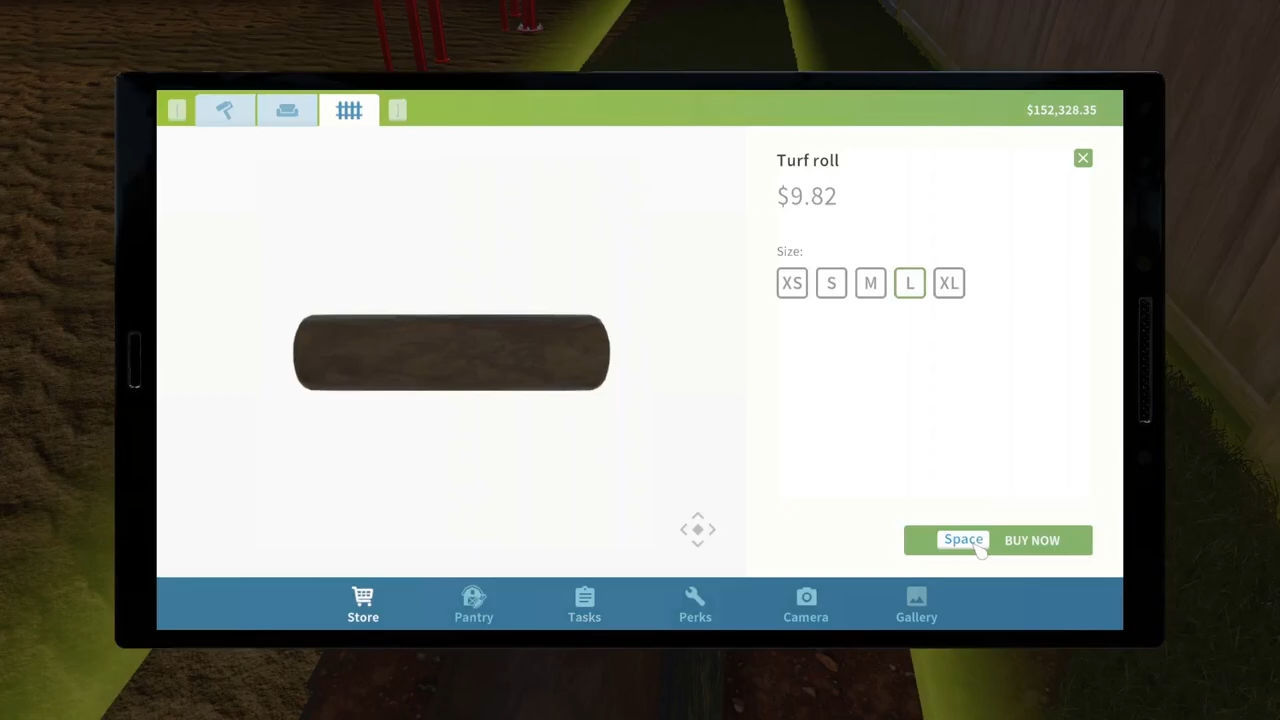 $152,328.35
Turf roll
$9.82
Size:
XS S M L XL
Space BUY NOW
Store Pantry Tasks Perks Camera Gallery